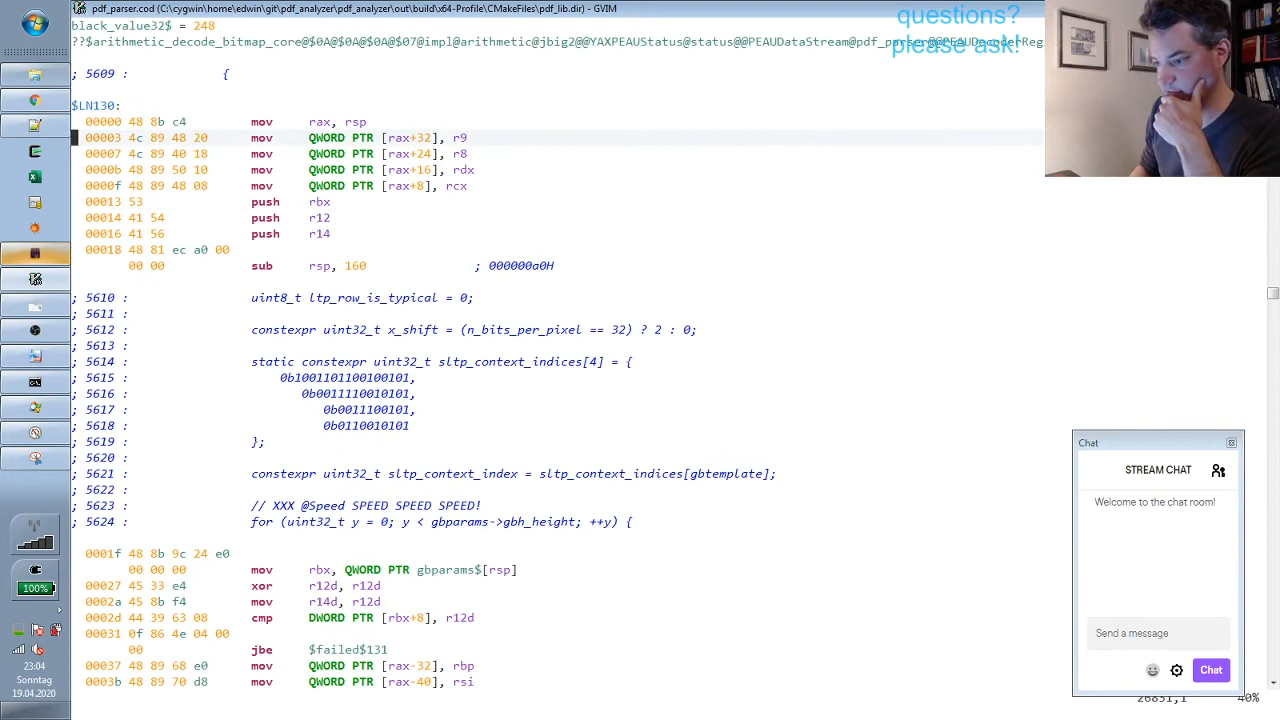 pdf_parser.cod (C:\cygwin\home\edwin\git\pdf_analyzer\pdf_analyzer\out\build\x64-Profile\CMakeFiles\pdf_lib.dir) - GVIM
black_value32$ = 248
??$arithmetic_decode_bitmap_core@$0A@$0A@$0A@$07@impl@arithmetic@jbig2@@YAXPEAUStatus@status@@PEAUDataStream@pdf_parser@@PEAUDecoderReg
questions?
please ask!
; 5609 : {
$LN130:
00000 48 8b c4 mov rax, rsp
00003 4c 89 48 20 mov QWORD PTR [rax+32], r9
00007 4c 89 40 18 mov QWORD PTR [rax+24], r8
0000b 48 89 50 10 mov QWORD PTR [rax+16], rdx
0000f 48 89 48 08 mov QWORD PTR [rax+8], rcx
00013 53 push rbx
00014 41 54 push r12
00016 41 56 push r14
00018 48 81 ec a0 00
00 00 sub rsp, 160 ; 000000a0H
; 5610 : uint8_t ltp_row_is_typical = 0;
; 5611 :
; 5612 : constexpr uint32_t x_shift = (n_bits_per_pixel == 32) ? 2 : 0;
; 5613 :
; 5614 : static constexpr uint32_t sltp_context_indices[4] = {
; 5615 : 0b1001101100100101,
; 5616 : 0b0011110010101,
; 5617 : 0b0011100101,
; 5618 : 0b0110010101
; 5619 : };
; 5620 :
; 5621 : constexpr uint32_t sltp_context_index = sltp_context_indices[gbtemplate];
; 5622 :
; 5623 : // XXX @Speed SPEED SPEED SPEED!
; 5624 : for (uint32_t y = 0; y < gbparams->gbh_height; ++y) {
0001f 48 8b 9c 24 e0
00 00 00 mov rbx, QWORD PTR gbparams$[rsp]
00027 45 33 e4 xor r12d, r12d
0002a 45 8b f4 mov r14d, r12d
0002d 44 39 63 08 cmp DWORD PTR [rbx+8], r12d
00031 0f 86 4e 04 00
00 jbe $failed$131
00037 48 89 68 e0 mov QWORD PTR [rax-32], rbp
0003b 48 89 70 d8 mov QWORD PTR [rax-40], rsi
26831,1 40%
Chat
STREAM CHAT
Welcome to the chat room!
Send a message
Chat
100%
23:04
Sonntag
19.04.2020